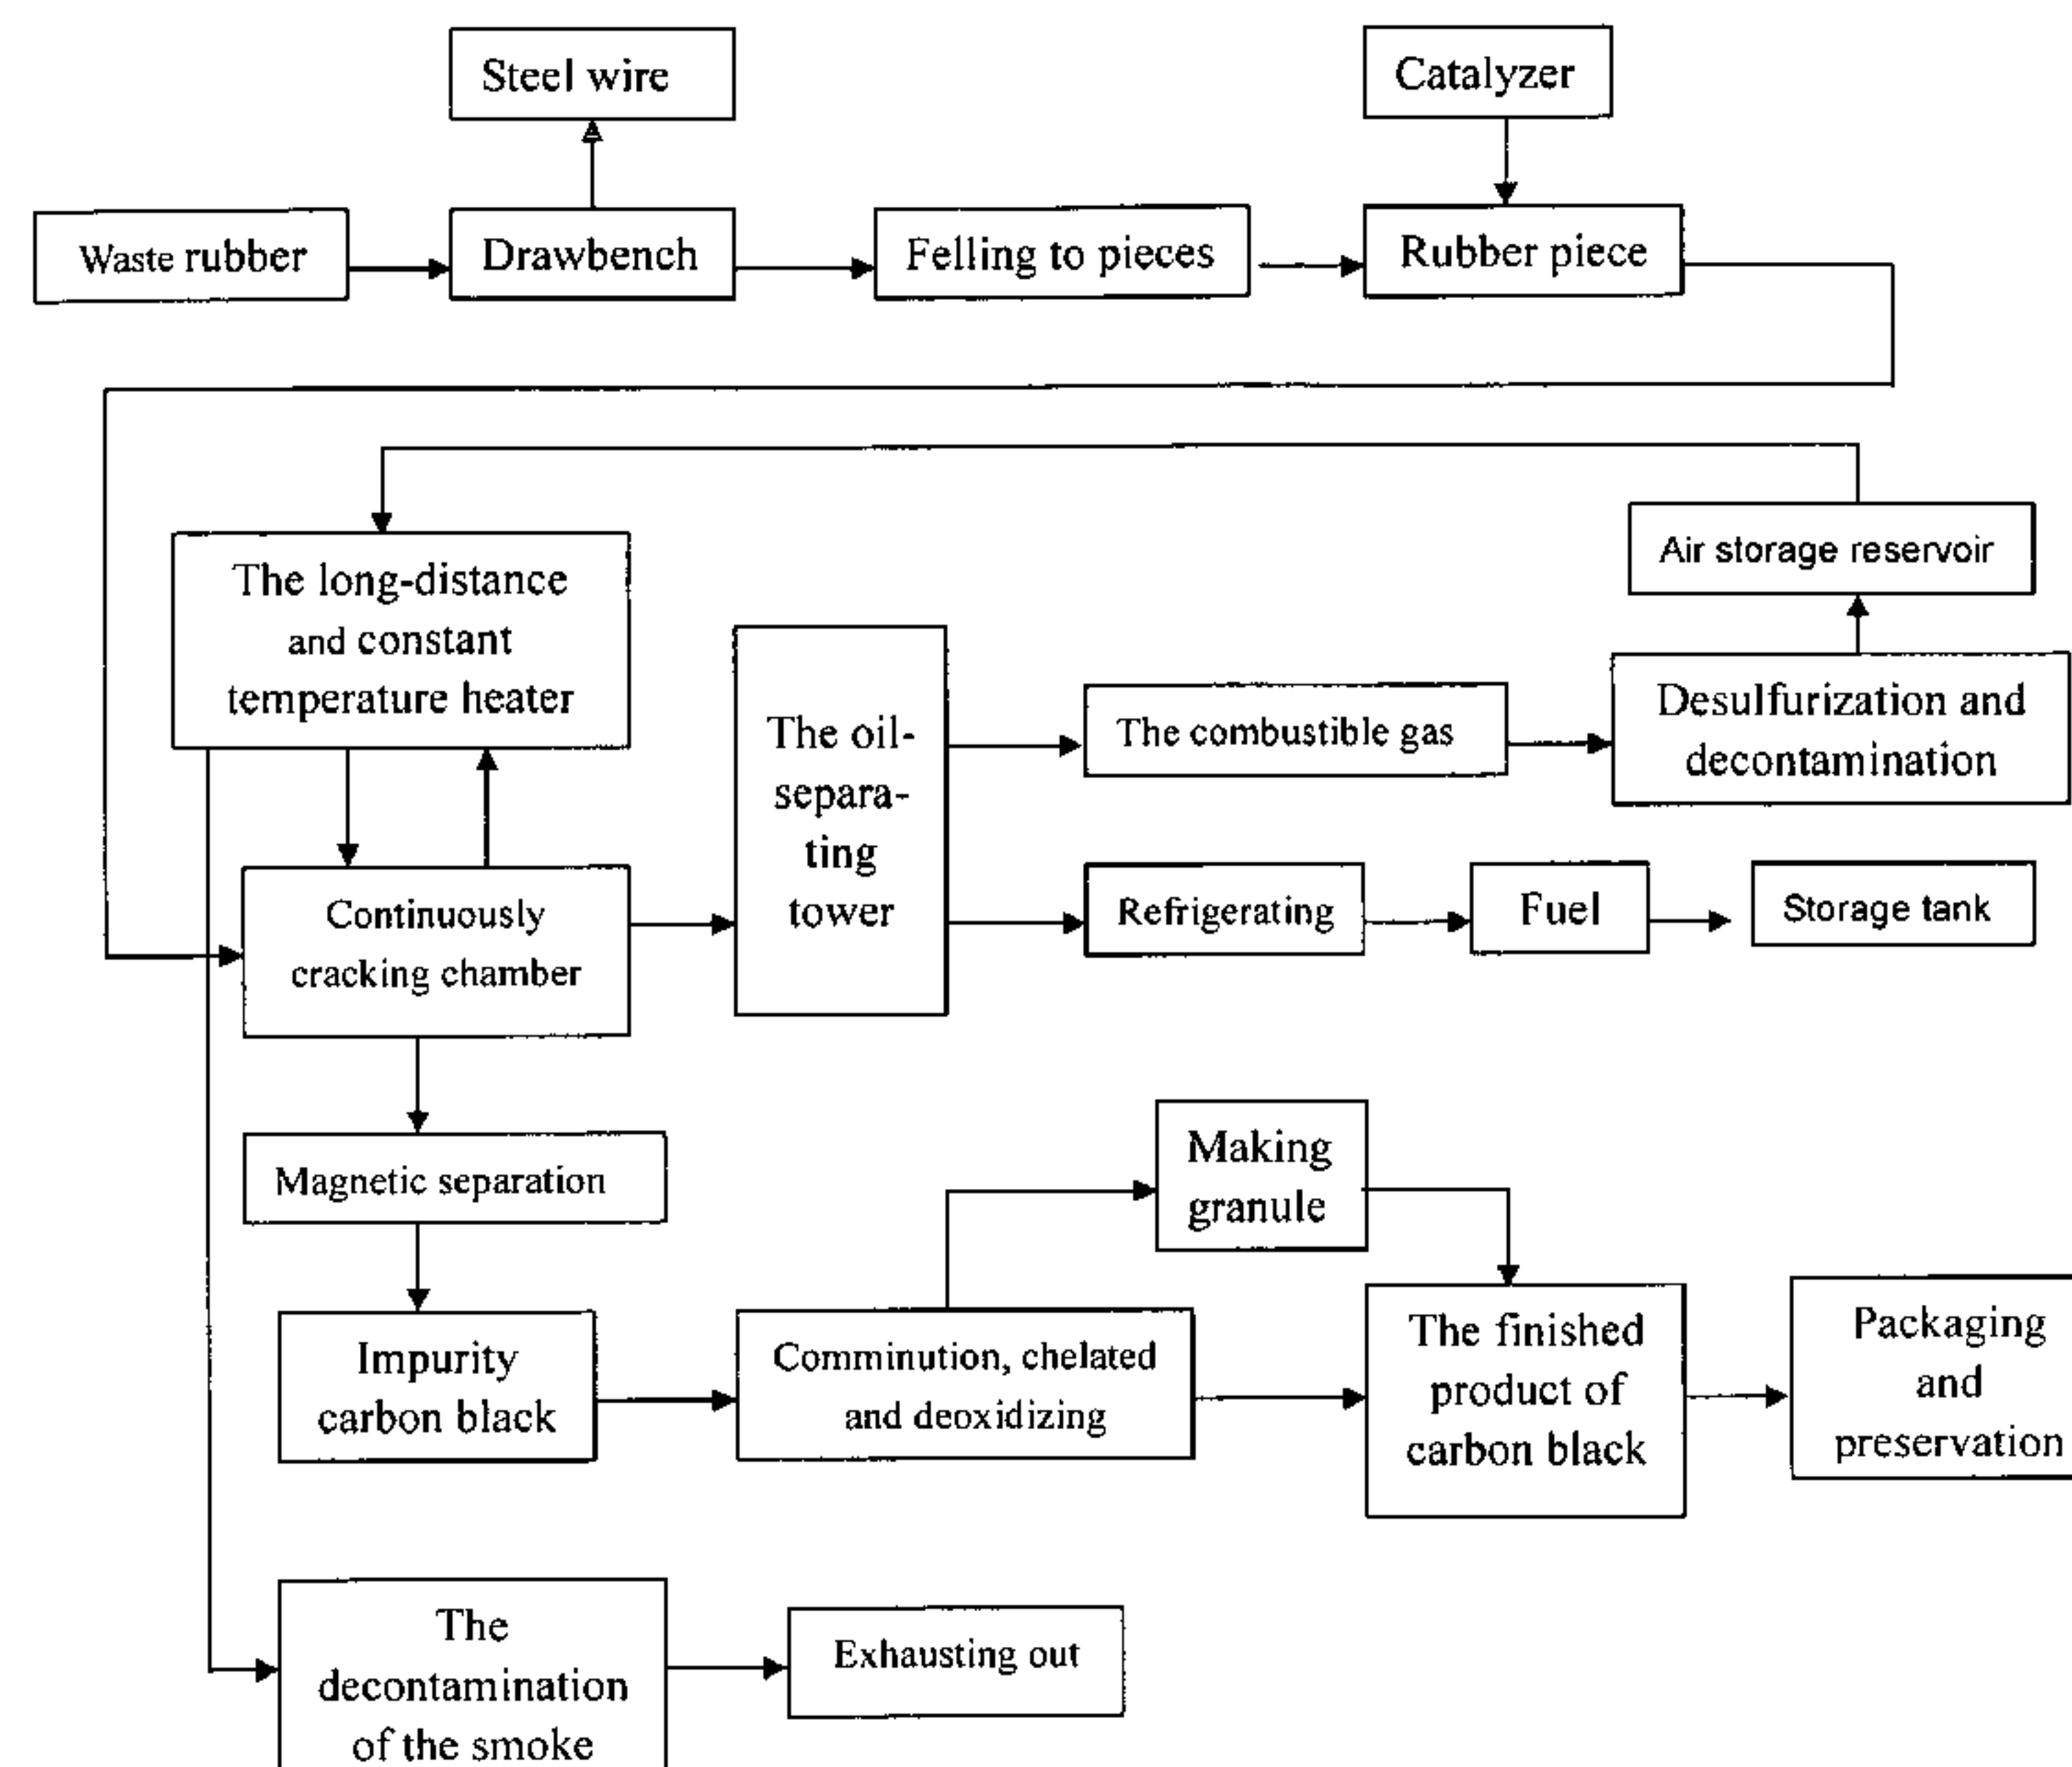 Steel wire
Catalyzer
Waste rubber
Drawbench
Felling to pieces
Rubber piece
The long-distance
and constant
temperature heater
Air storage reservoir
The oil-
separa-
ting
tower
The combustible gas
Desulfurization and
decontamination
Continuously
cracking chamber
Refrigerating
Fuel
Storage tank
Magnetic separation
Making
granule
Impurity
carbon black
Comminution, chelated
and deoxidizing
The finished
product of
carbon black
Packaging
and
preservation
The
decontamination
of the smoke
Exhausting out